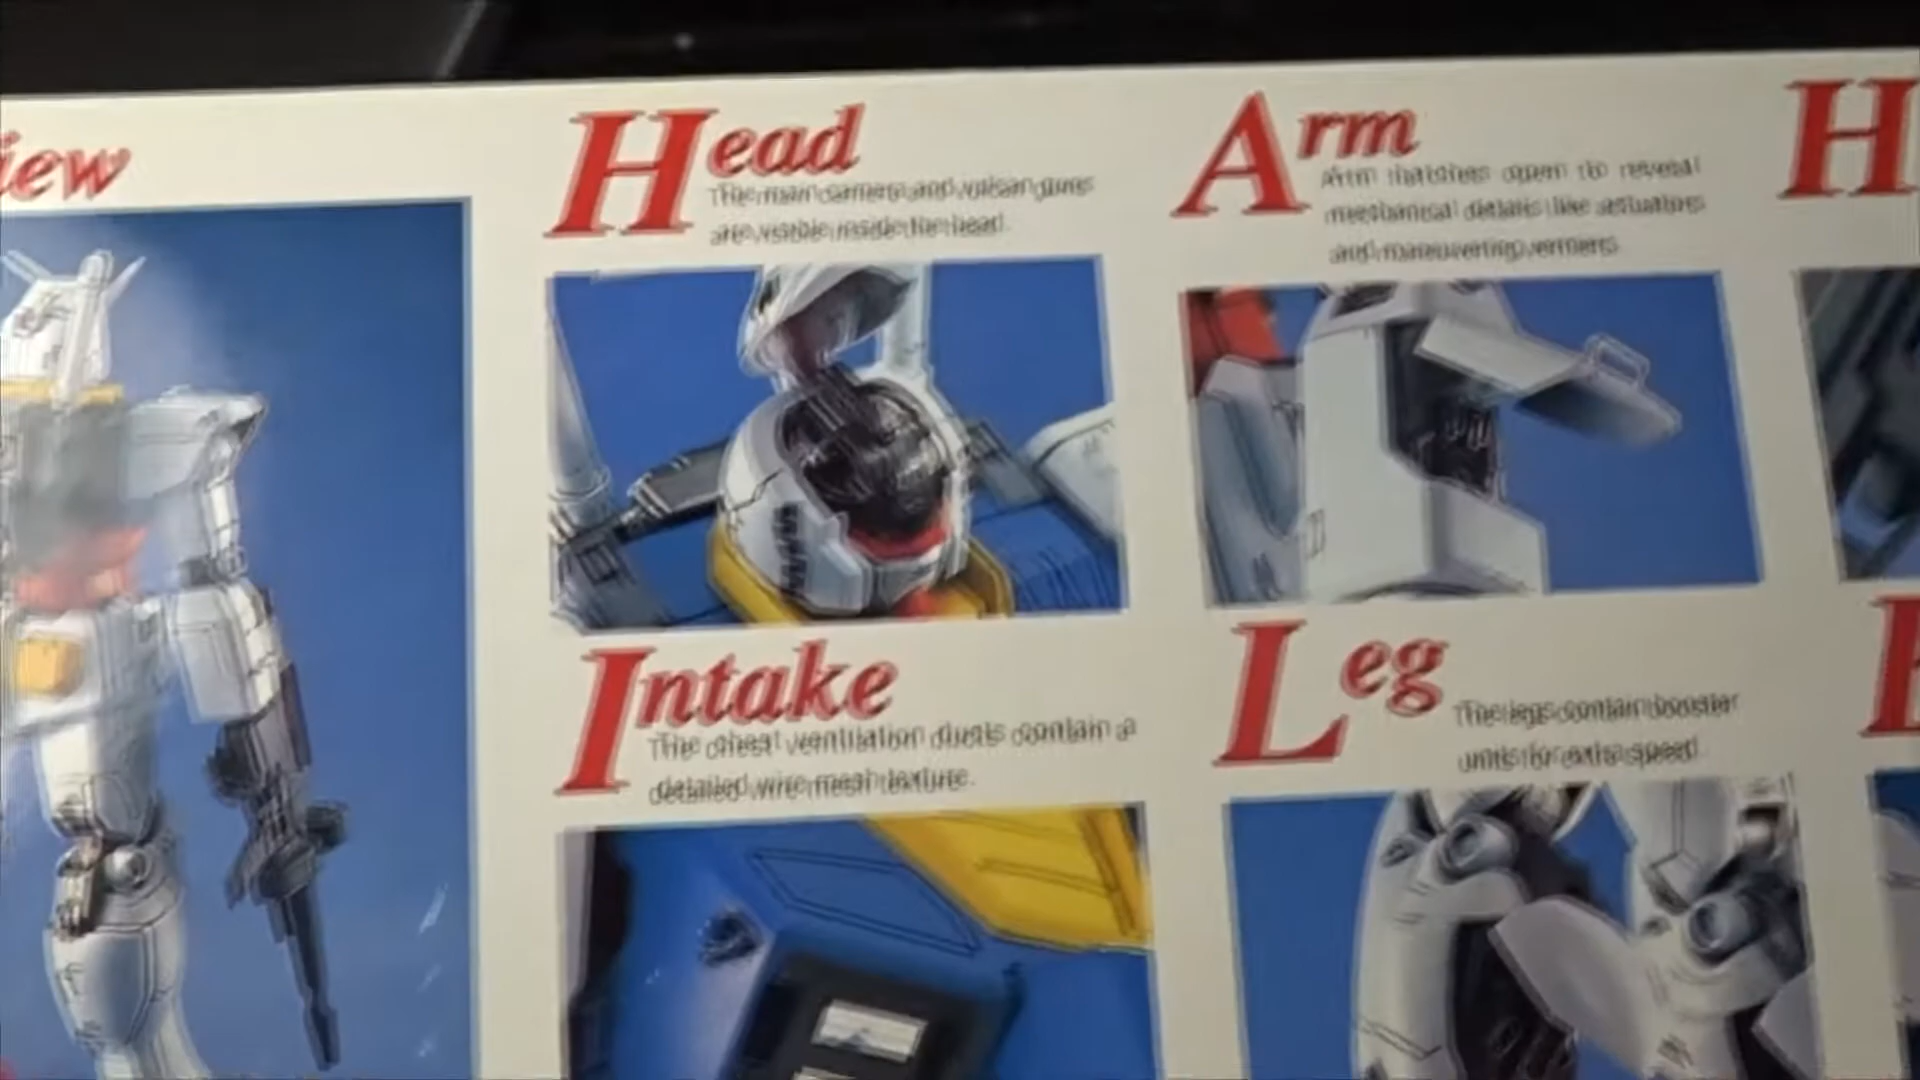 iew
Head
The main camera and vulcan guns
are visible inside the head.
Arm
Arm hatches open to reveal
mechanical details like actuators
and maneuvering verniers.
H
Intake
The chest ventilation ducts contain a
detailed wire mesh texture.
Leg
The legs contain booster
units for extra speed.